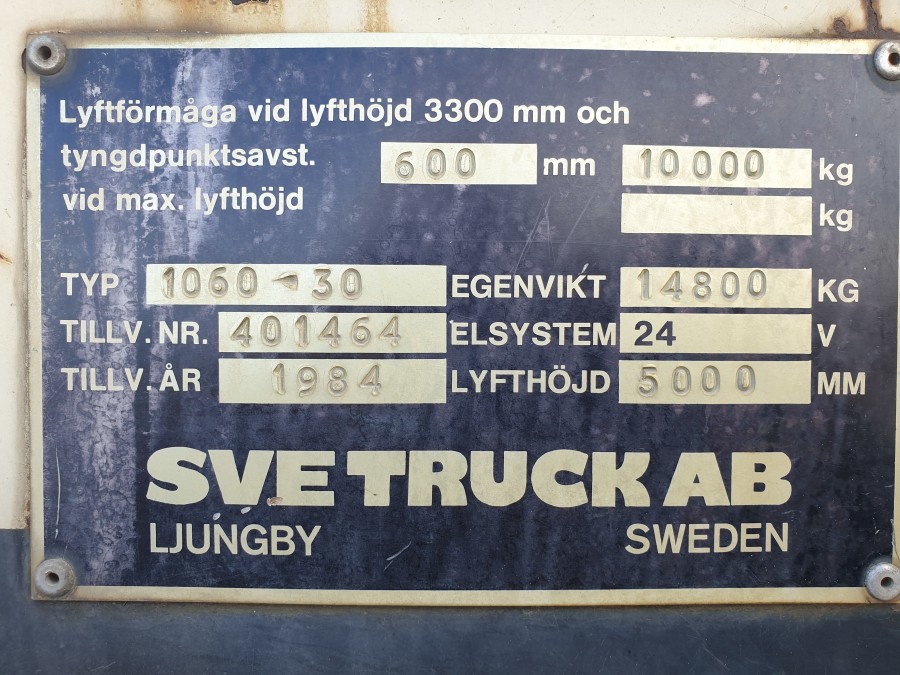 Lyftförmåga vid lyfthöjd 3300 mm och
tyngdpunktsavst. 600 mm 10 000 kg
vid max. lyfthöjd kg
TYP 1060-30 EGENVIKT 14800 KG
TILLV. NR. 401464 ELSYSTEM 24 V
TILLV. ÅR 1984 LYFTHÖJD 5000 MM
SVE TRUCK AB
LJUNGBY SWEDEN